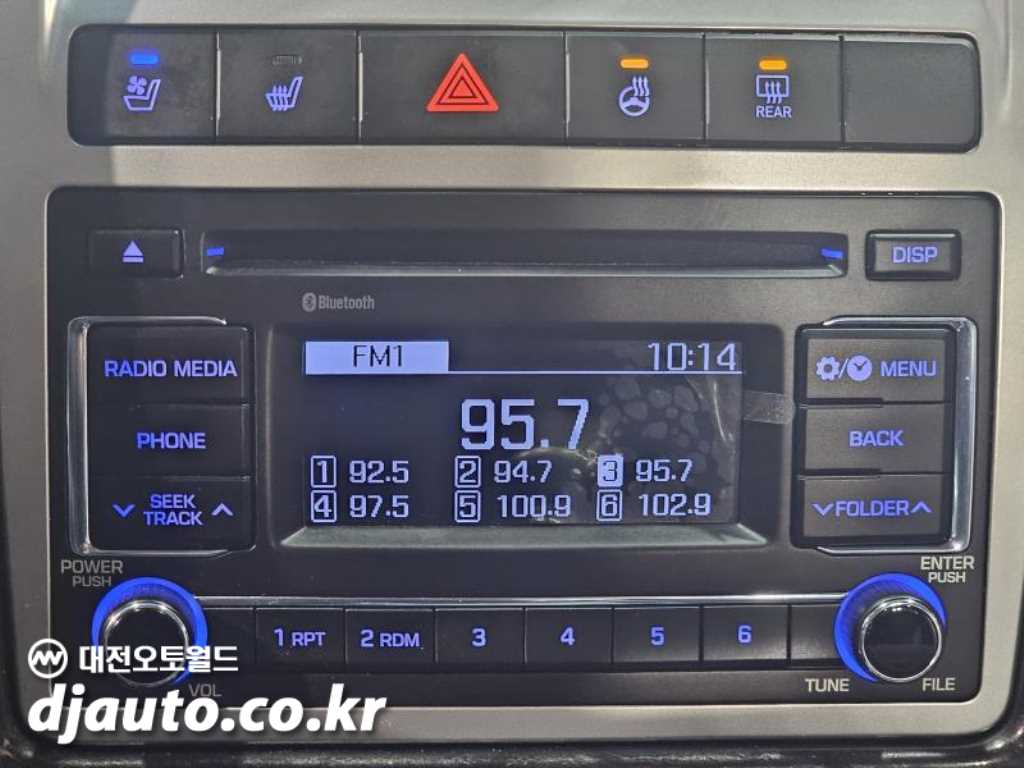 REAR
DISP
Bluetooth
RADIO MEDIA
FM1 10:14
MENU
95.7
PHONE
BACK
1 92.5 2 94.7 3 95.7
4 97.5 5 100.9 6 102.9
SEEK
TRACK
FOLDER
POWER
PUSH
ENTER
PUSH
1 RPT 2 RDM 3 4 5 6
VOL
TUNE FILE
대전오토월드
djauto.co.kr